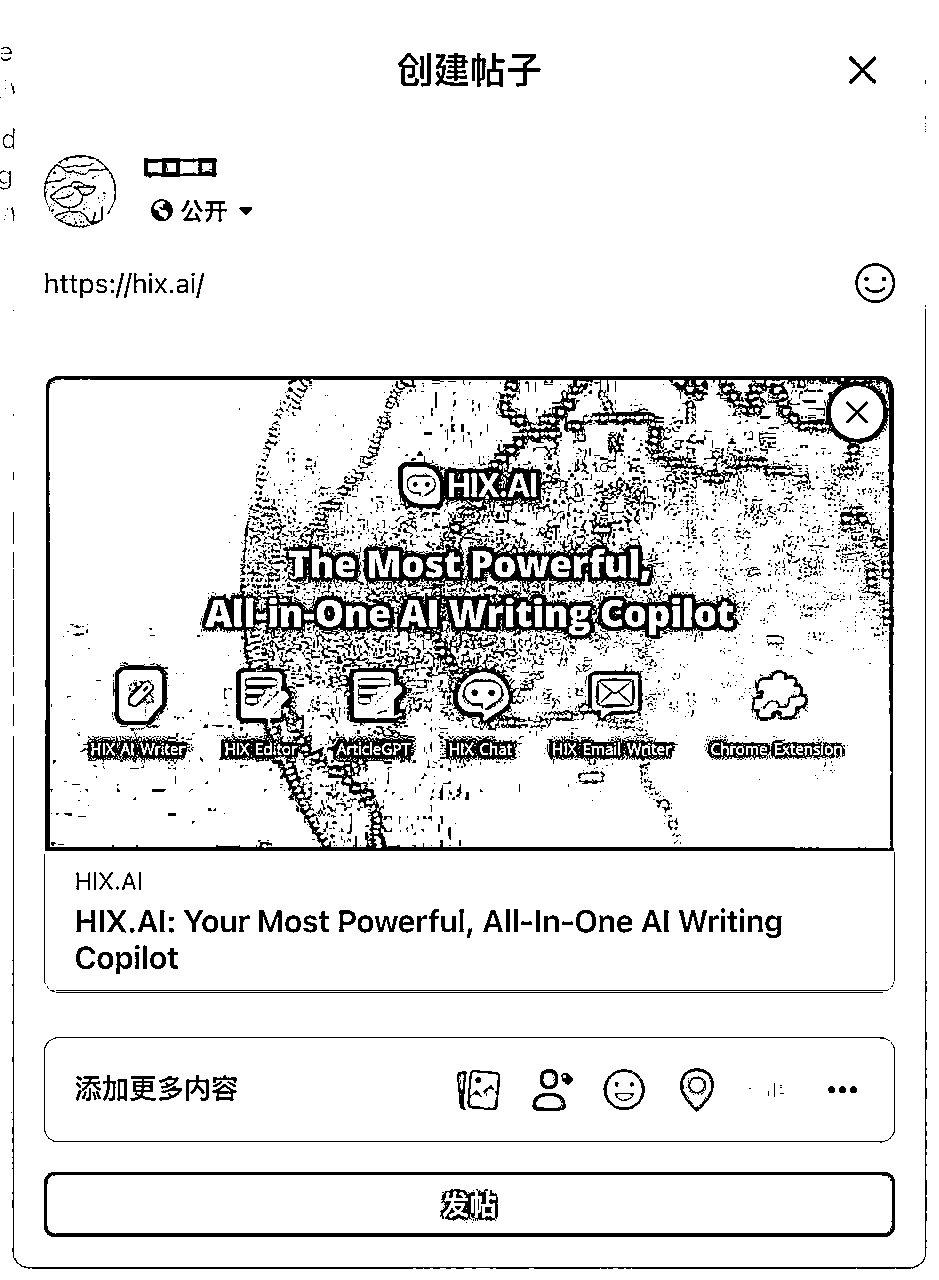 创建帖子
公开
https://hix.ai/
HIX.AI
The Most Powerful,
All-in-One AI Writing Copilot
HIX AI Writer HIX Editor ArticleGPT HIX Chat HIX Email Writer Chrome Extension
HIX.AI
HIX.AI: Your Most Powerful, All-In-One AI Writing
Copilot
添加更多内容
发帖